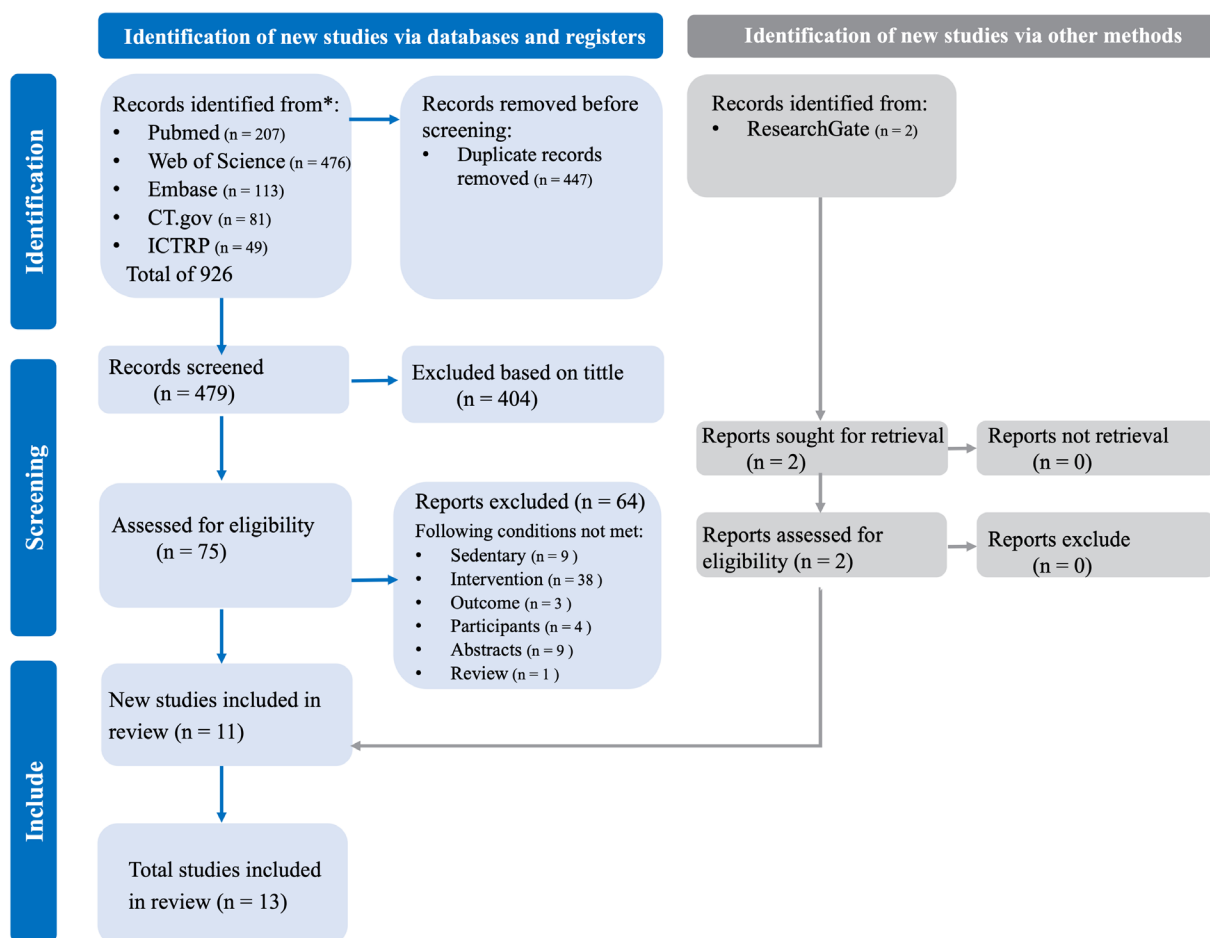 Identification of new studies via databases and registers
Identification of new studies via other methods
Identification
Records identified from*:
• Pubmed (n = 207)
• Web of Science (n = 476)
• Embase (n = 113)
• CT.gov (n = 81)
• ICTRP (n = 49)
Total of 926
Records removed before
screening:
• Duplicate records
removed (n = 447)
Records identified from:
• ResearchGate (n = 2)
Screening
Records screened
(n = 479)
Excluded based on tittle
(n = 404)
Reports sought for retrieval
(n = 2)
Reports not retrieval
(n = 0)
Assessed for eligibility
(n = 75)
Reports excluded (n = 64)
Following conditions not met:
• Sedentary (n = 9 )
• Intervention (n = 38 )
• Outcome (n = 3 )
• Participants (n = 4 )
• Abstracts (n = 9 )
• Review (n = 1 )
Reports assessed for
eligibility (n = 2)
Reports exclude
(n = 0)
Include
New studies included in
review (n = 11)
Total studies included
in review (n = 13)